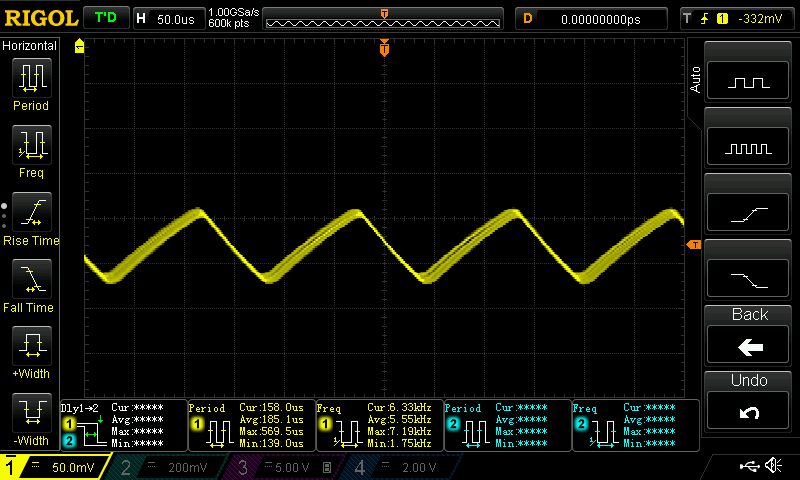 RIGOL T'D H 50.0us 1.00GSa/s 600k pts D 0.00000000ps T 1 -332mV
Horizontal
Period
Freq
Rise Time
Fall Time
+Width
-Width
T
T
T
Auto
Back
Undo
Dly1→2 Cur:*****
Avg:*****
Max:*****
Min:*****
1
2
Period Cur:158.0us
Avg:185.1us
Max:569.5us
Min:139.0us
1
Freq Cur:6.33kHz
Avg:5.55kHz
Max:7.19kHz
Min:1.75kHz
1
Period Cur:*****
Avg:*****
Max:*****
Min:*****
2
Freq Cur:*****
Avg:*****
Max:*****
Min:*****
2
1 50.0mV 2 200mV 3 5.00 V B 4 2.00 V